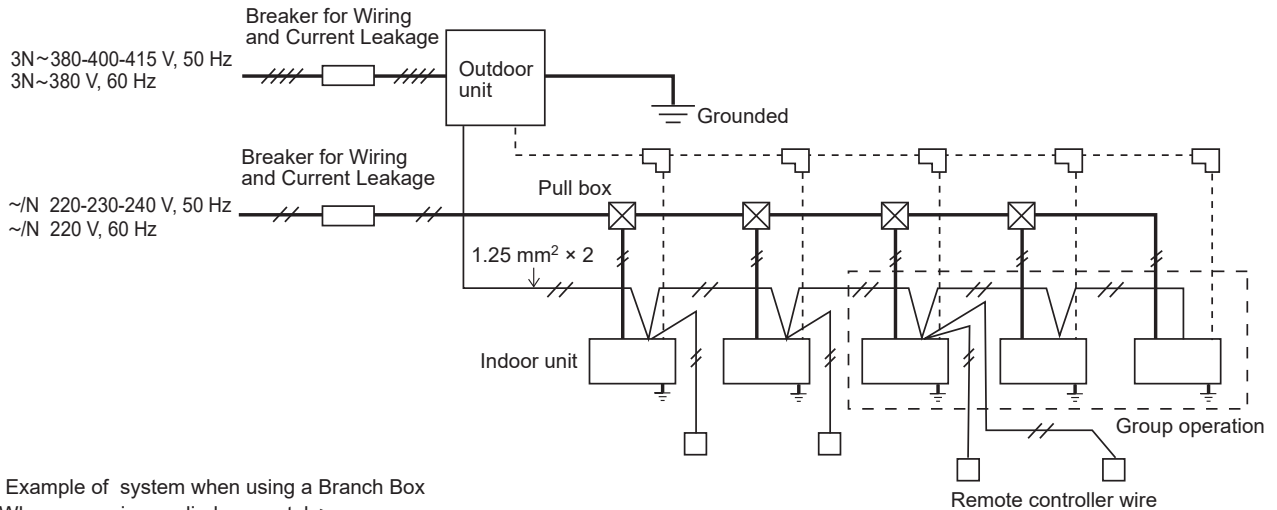 Breaker for Wiring
and Current Leakage
3N~380-400-415 V, 50 Hz
3N~380 V, 60 Hz
Outdoor
unit
Grounded
Breaker for Wiring
and Current Leakage
Pull box
~/N 220-230-240 V, 50 Hz
~/N 220 V, 60 Hz
1.25 mm² × 2
Indoor unit
Group operation
Remote controller wire
Example of system when using a Branch Box